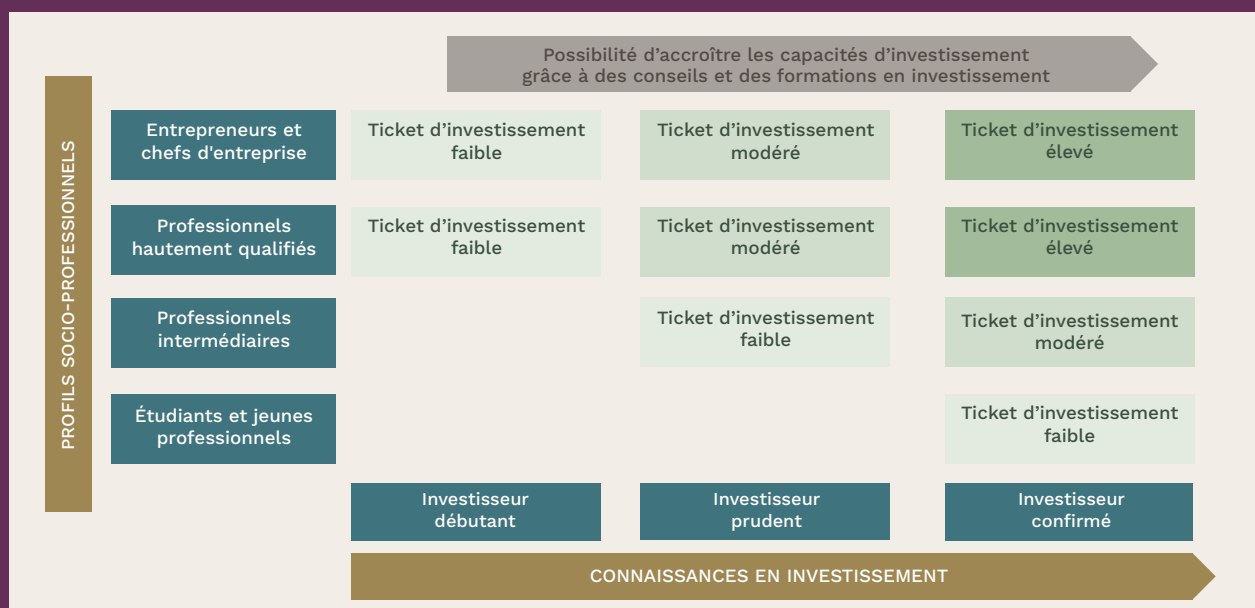 Possibilité d’accroître les capacités d’investissement
grâce à des conseils et des formations en investissement
PROFILS SOCIO-PROFESSIONNELS
Entrepreneurs et
chefs d'entreprise
Ticket d’investissement
faible
Ticket d’investissement
modéré
Ticket d’investissement
élevé
Professionnels
hautement qualifiés
Ticket d’investissement
faible
Ticket d’investissement
modéré
Ticket d’investissement
élevé
Professionnels
intermédiaires
Ticket d’investissement
faible
Ticket d’investissement
modéré
Étudiants et jeunes
professionnels
Ticket d’investissement
faible
Investisseur
débutant
Investisseur
prudent
Investisseur
confirmé
CONNAISSANCES EN INVESTISSEMENT